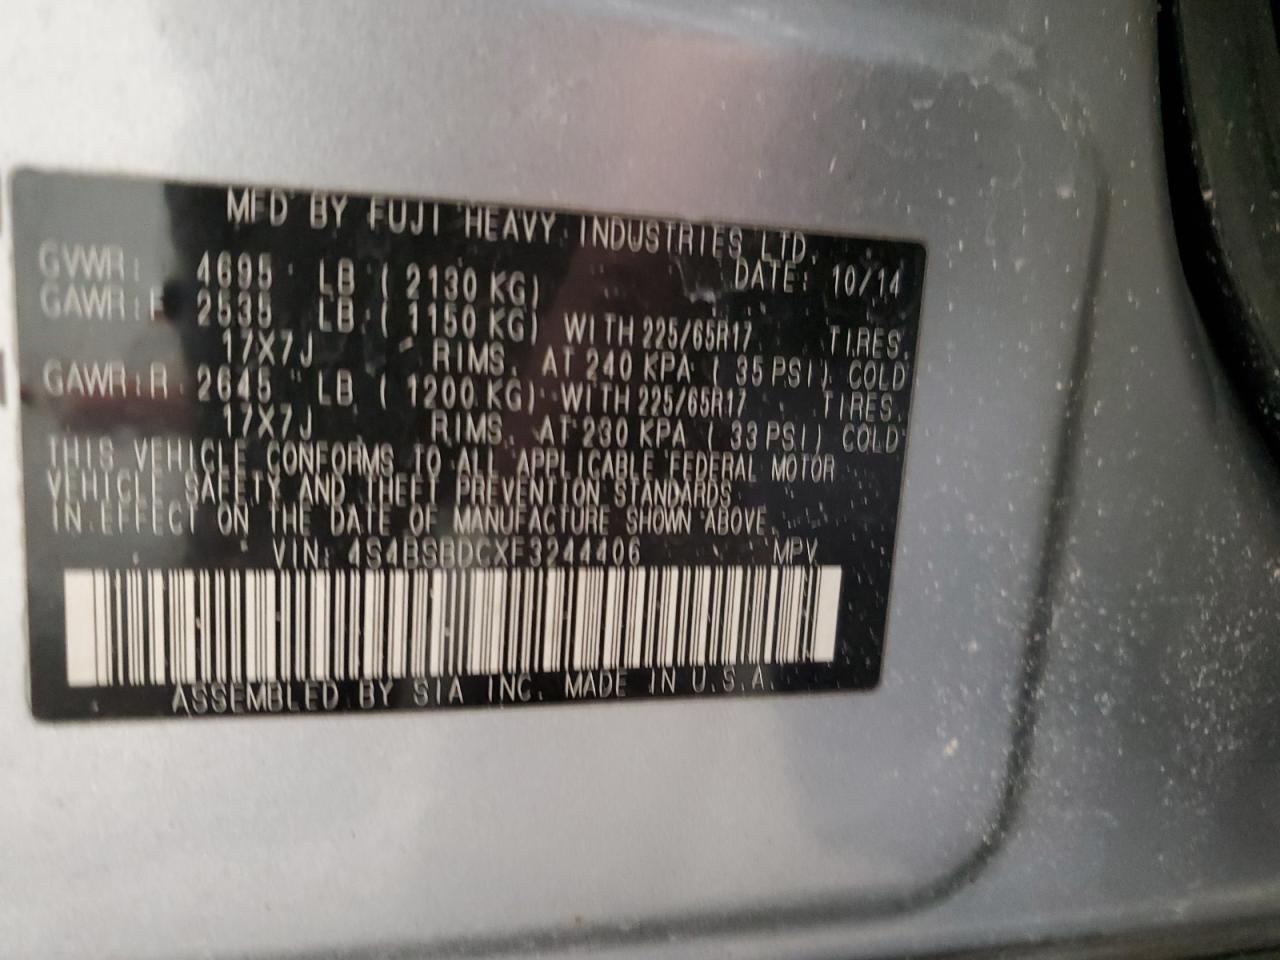 MFD BY FUJI HEAVY INDUSTRIES LTD.
GVWR: 4695 LB ( 2130 KG) DATE: 10/14
GAWR:F 2535 LB ( 1150 KG) WITH 225/65R17 TIRES,
17X7J RIMS, AT 240 KPA ( 35 PSI) COLD
GAWR:R 2645 LB ( 1200 KG) WITH 225/65R17 TIRES,
17X7J RIMS, AT 230 KPA ( 33 PSI) COLD
THIS VEHICLE CONFORMS TO ALL APPLICABLE FEDERAL MOTOR
VEHICLE SAFETY AND THEFT PREVENTION STANDARDS
IN EFFECT ON THE DATE OF MANUFACTURE SHOWN ABOVE.
VIN: 4S4BSBDCXF3244406 MPV
ASSEMBLED BY SIA INC. MADE IN U.S.A.